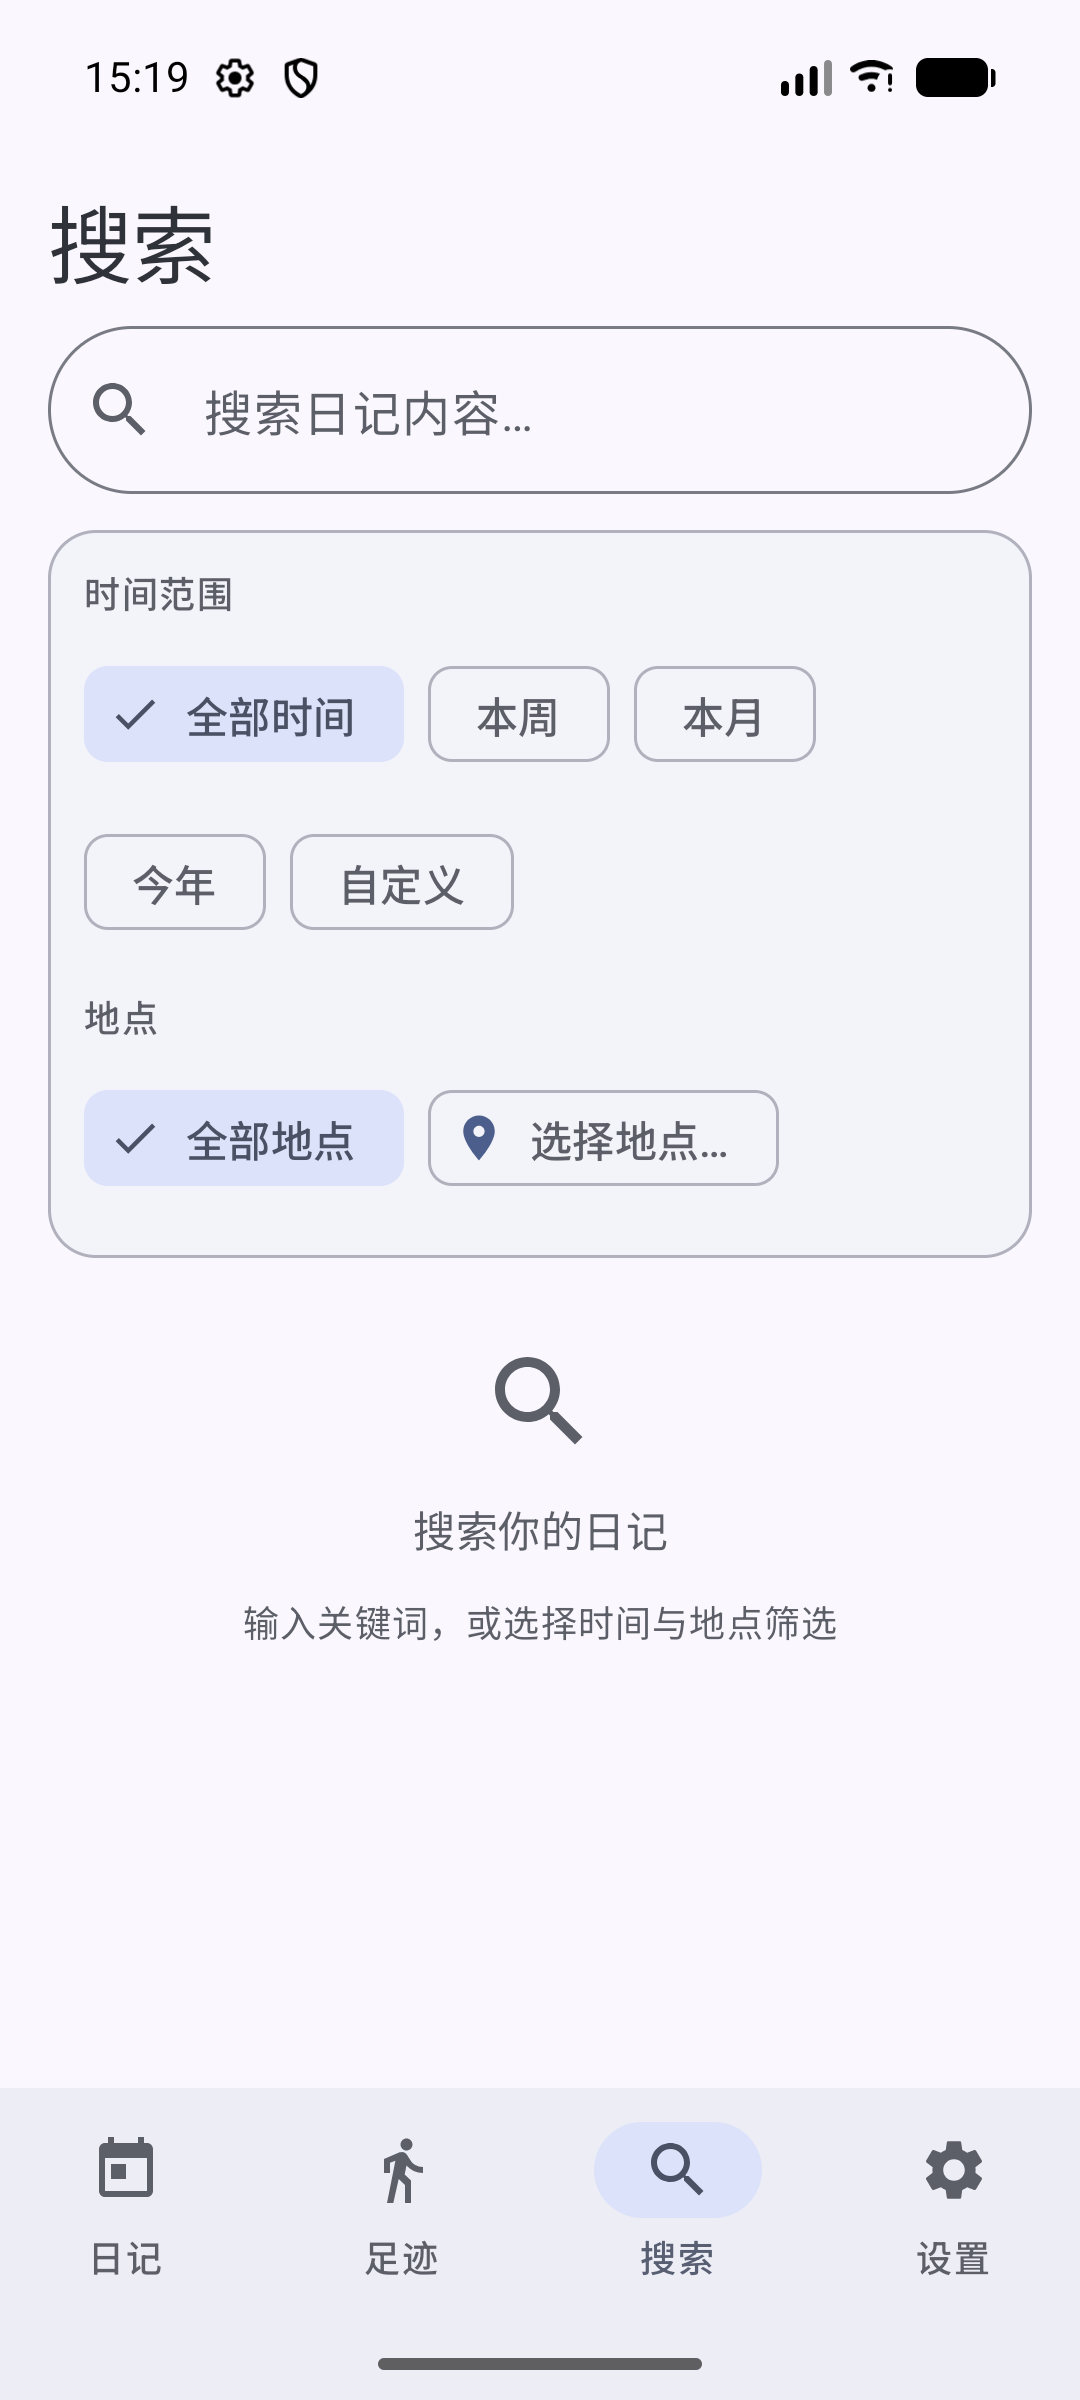 15:19
搜索
搜索日记内容…
时间范围
全部时间
本周
本月
今年
自定义
地点
全部地点
选择地点…
搜索你的日记
输入关键词，或选择时间与地点筛选
日记
足迹
搜索
设置